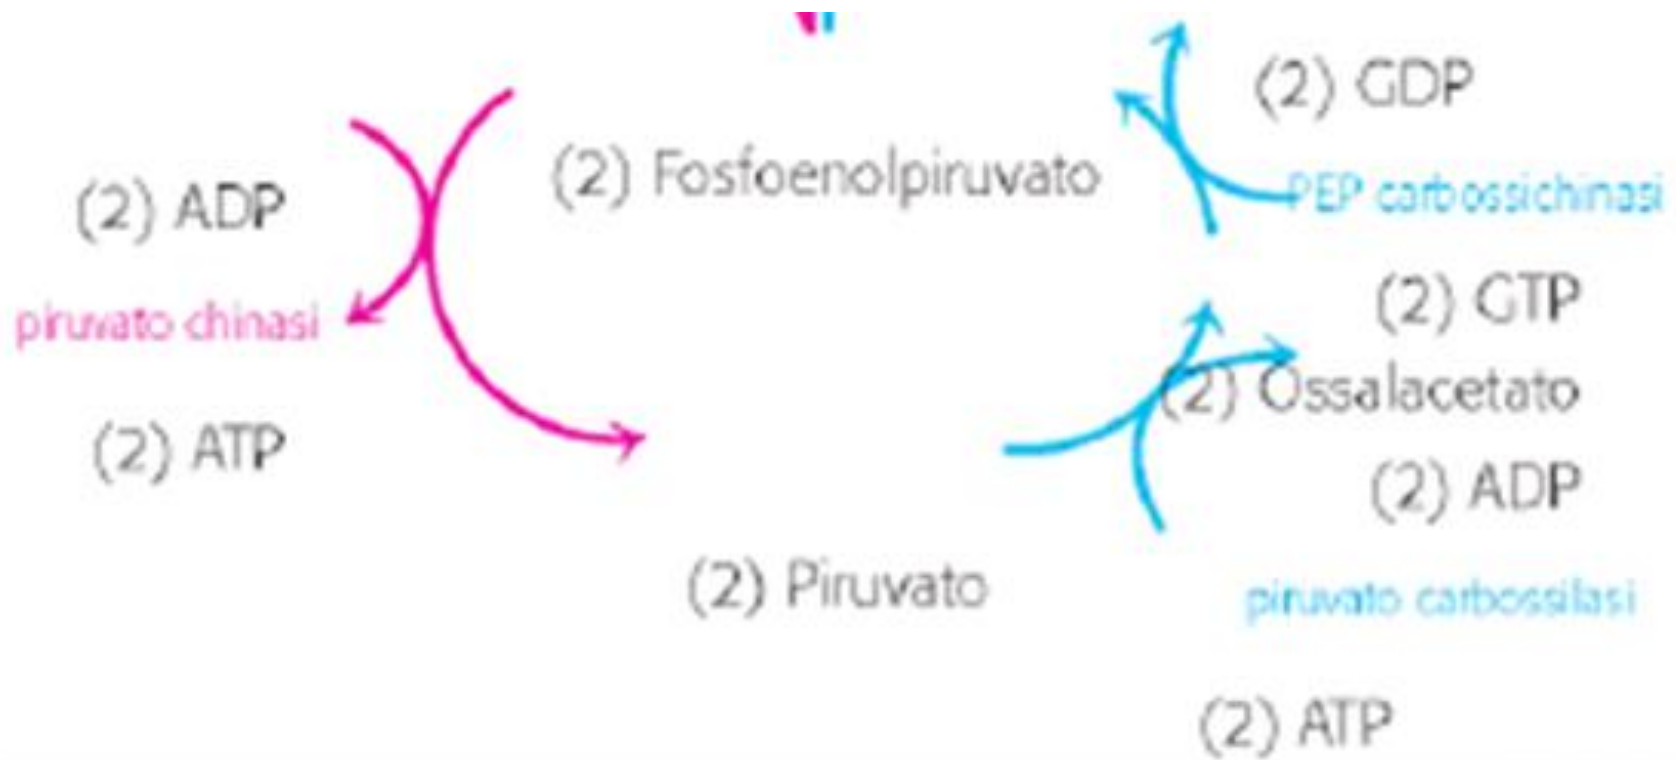 (2) GDP
(2) Fosfoenolpiruvato
PEP carbossichinasi
(2) ADP
(2) GTP
piruvato chinasi
(2) Ossalacetato
(2) ATP
(2) ADP
(2) Piruvato
piruvato carbossilasi
(2) ATP